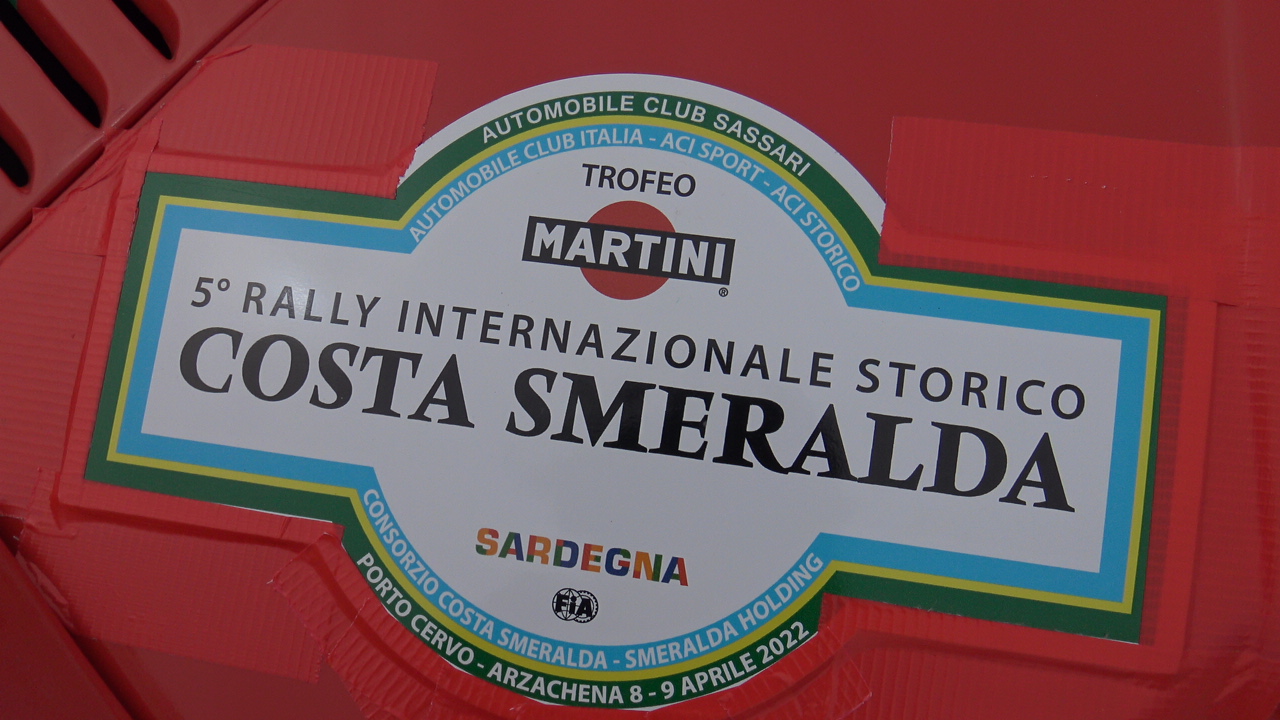 AUTOMOBILE CLUB SASSARI
AUTOMOBILE CLUB ITALIA - ACI SPORT - ACI STORICO
TROFEO
MARTINI
®
5° RALLY INTERNAZIONALE STORICO
COSTA SMERALDA
SARDEGNA
FIA
CONSORZIO COSTA SMERALDA - SMERALDA HOLDING
PORTO CERVO - ARZACHENA 8 - 9 APRILE 2022